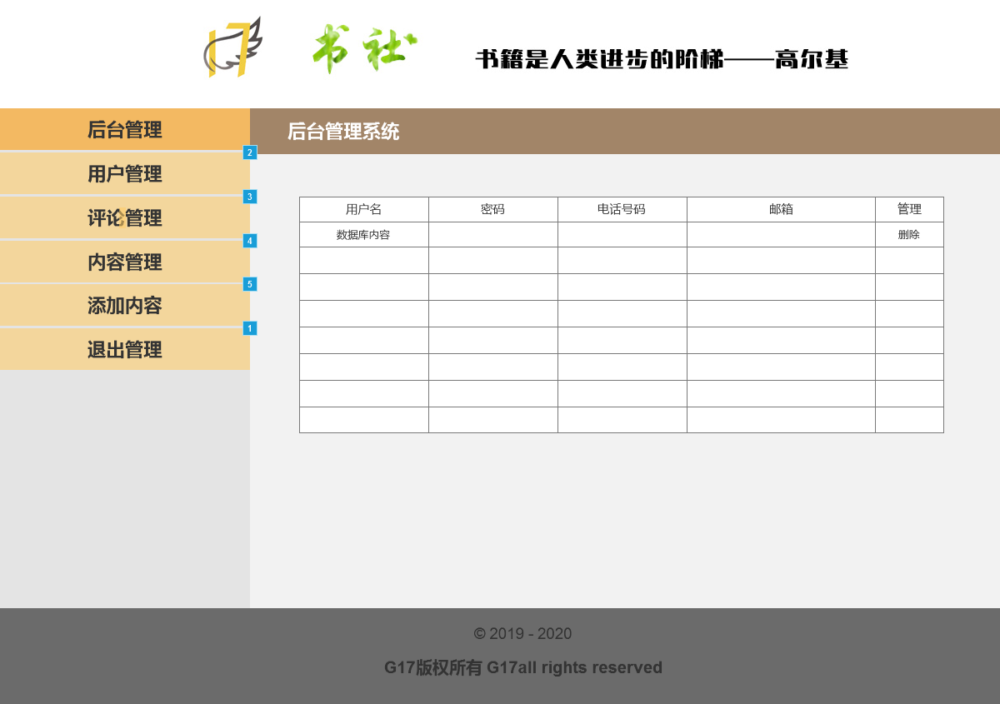 17 书社
书籍是人类进步的阶梯——高尔基
后台管理
2
用户管理
3
评论管理
4
内容管理
5
添加内容
1
退出管理
后台管理系统
用户名 密码 电话号码 邮箱 管理
数据库内容 删除
© 2019 - 2020
G17版权所有 G17all rights reserved